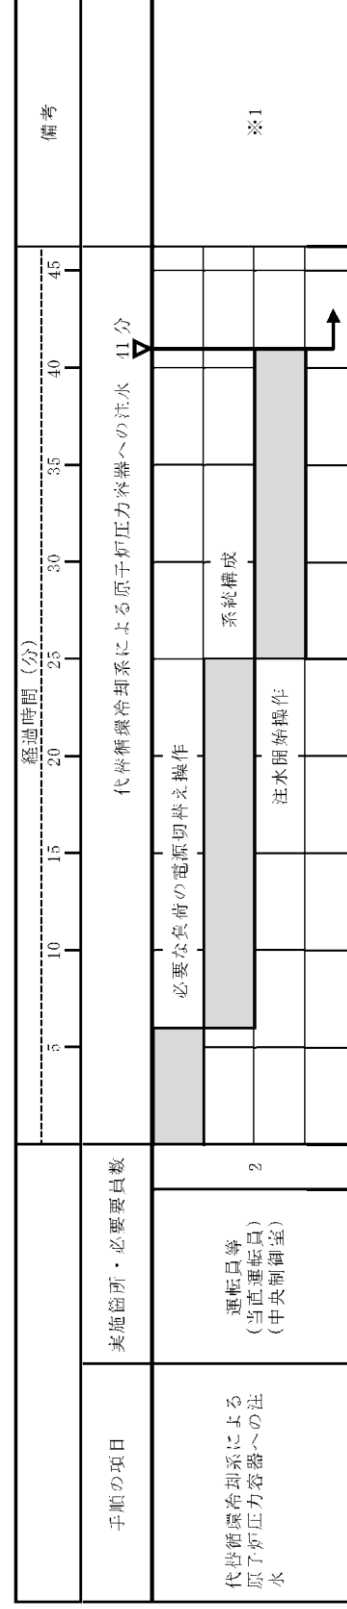 手順の項目
実施箇所・必要要員数
経過時間（分）
備考
5
10
15
20
25
30
35
40
45
代替循環冷却系による原子炉圧力容器への注水
41分
代替循環冷却系による
原子炉圧力容器への注
水
運転員等
（当直運転員）
（中央制御室）
2
必要な負荷の電源切替え操作
系統構成
注水開始操作
※1